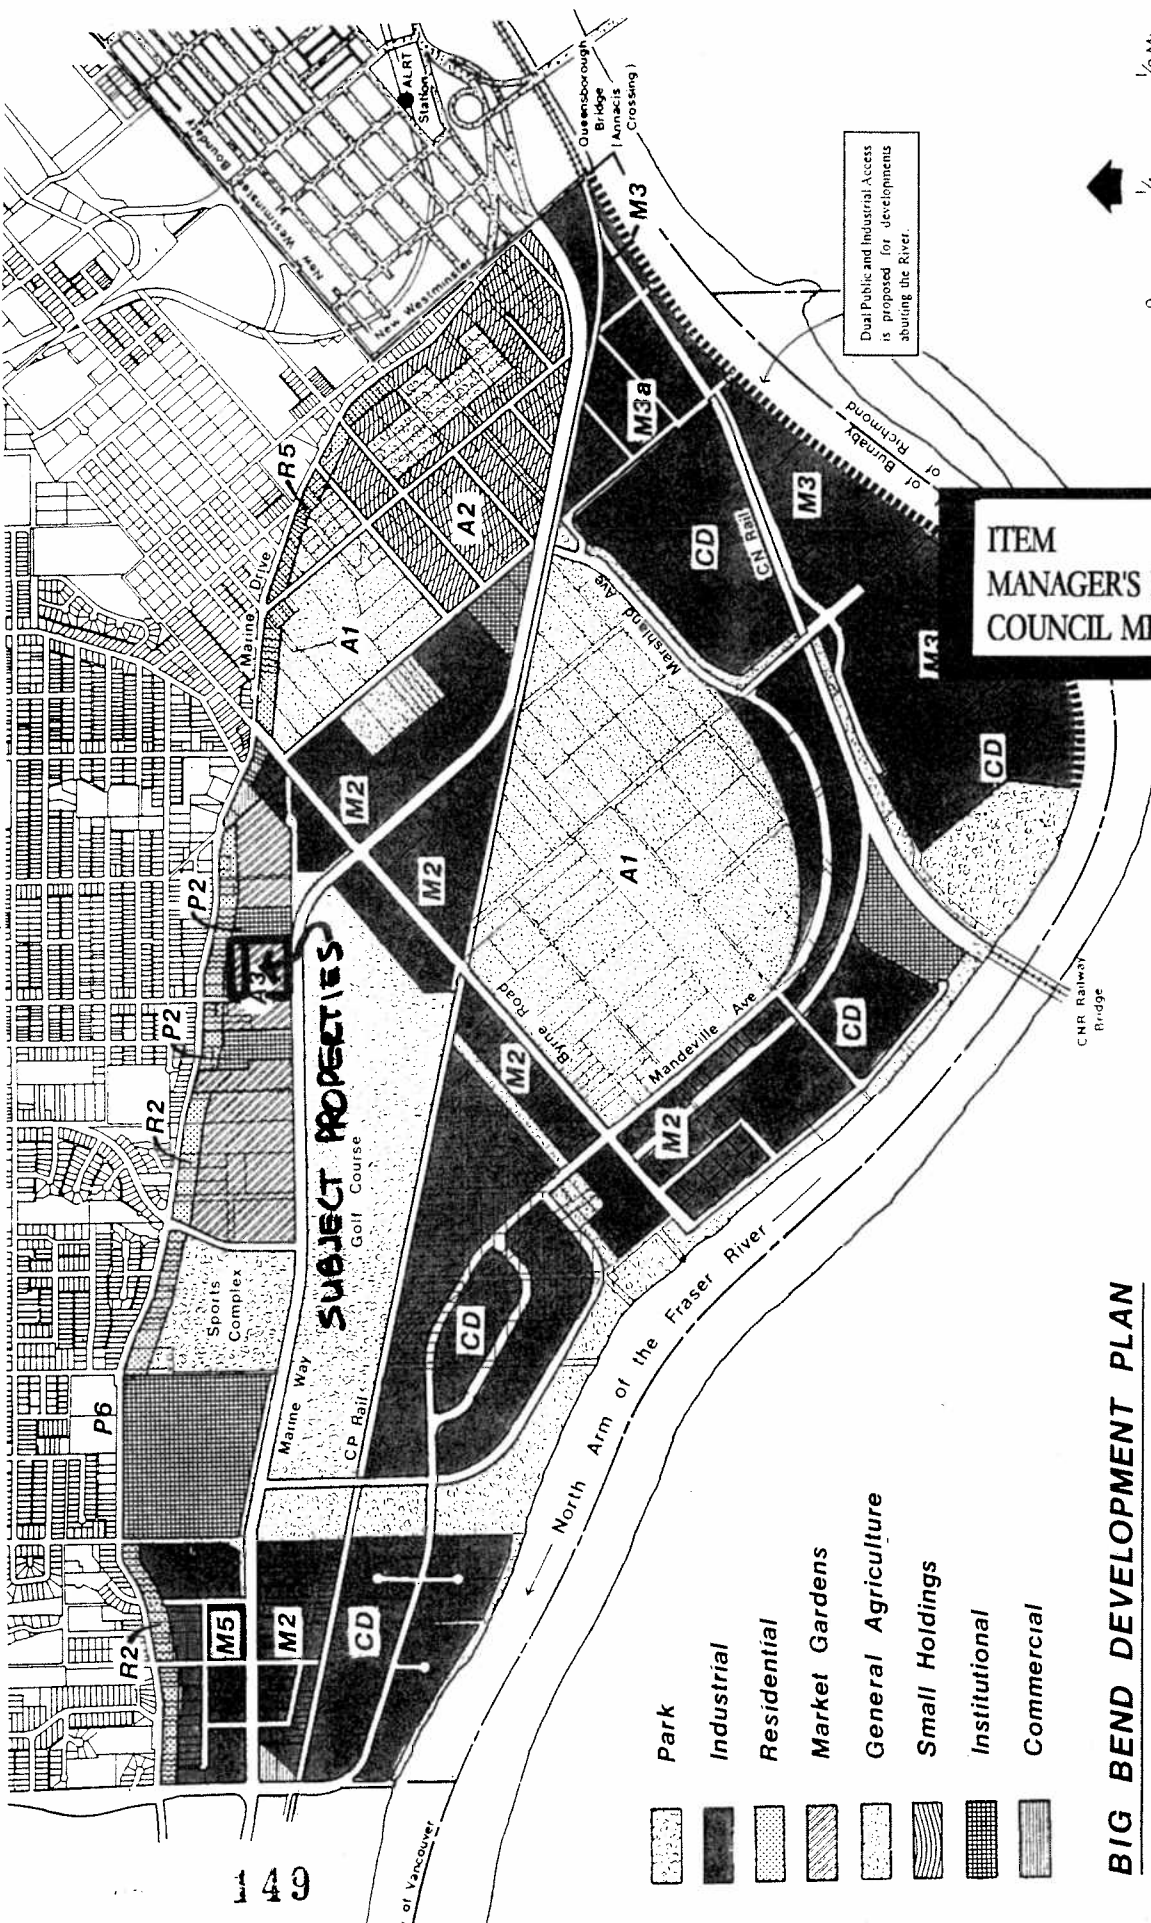 Boundary
New Westminster
New Westminster
ALRT
Station
Queensborough
Bridge
(Annacis
Crossing)
M3
Dual Public and Industrial Access
is proposed for developments
abutting the River.
R5
Marine Drive
A2
M3a
of Burnaby
of Richmond
M3
CD
CN Rail
Marshland Ave
A1
M3
ITEM
MANAGER'S
COUNCIL
CD
M2
P2
M2
A1
A3
SUBJECT PROPERTIES
Byrne Road
Mandeville Ave
CD
CNR Railway
Bridge
P2
M2
M2
R2
Golf Course
Sports
Complex
CD
North Arm of the Fraser River
Marine Way
CP Rail
P6
R2
M5
M2
CD
of Vancouver
149
Park
Industrial
Residential
Market Gardens
General Agriculture
Small Holdings
Institutional
Commercial
BIG BEND DEVELOPMENT PLAN